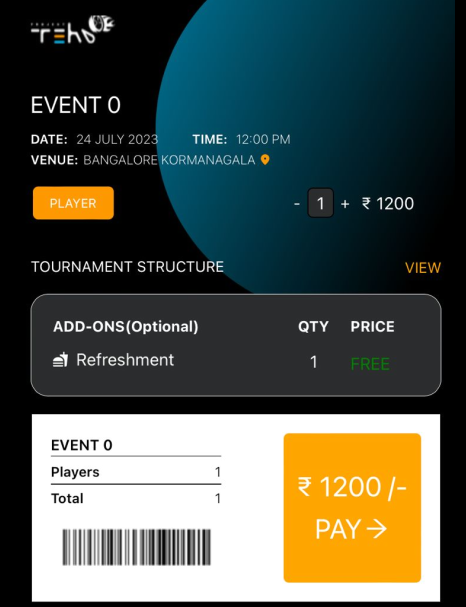 PROJECT
TEHO
EVENT 0
DATE: 24 JULY 2023 TIME: 12:00 PM
VENUE: BANGALORE KORMANAGALA
PLAYER - 1 + ₹ 1200
TOURNAMENT STRUCTURE VIEW
ADD-ONS(Optional) QTY PRICE
Refreshment 1 FREE
EVENT 0
Players 1
Total 1
₹ 1200 /-
PAY →